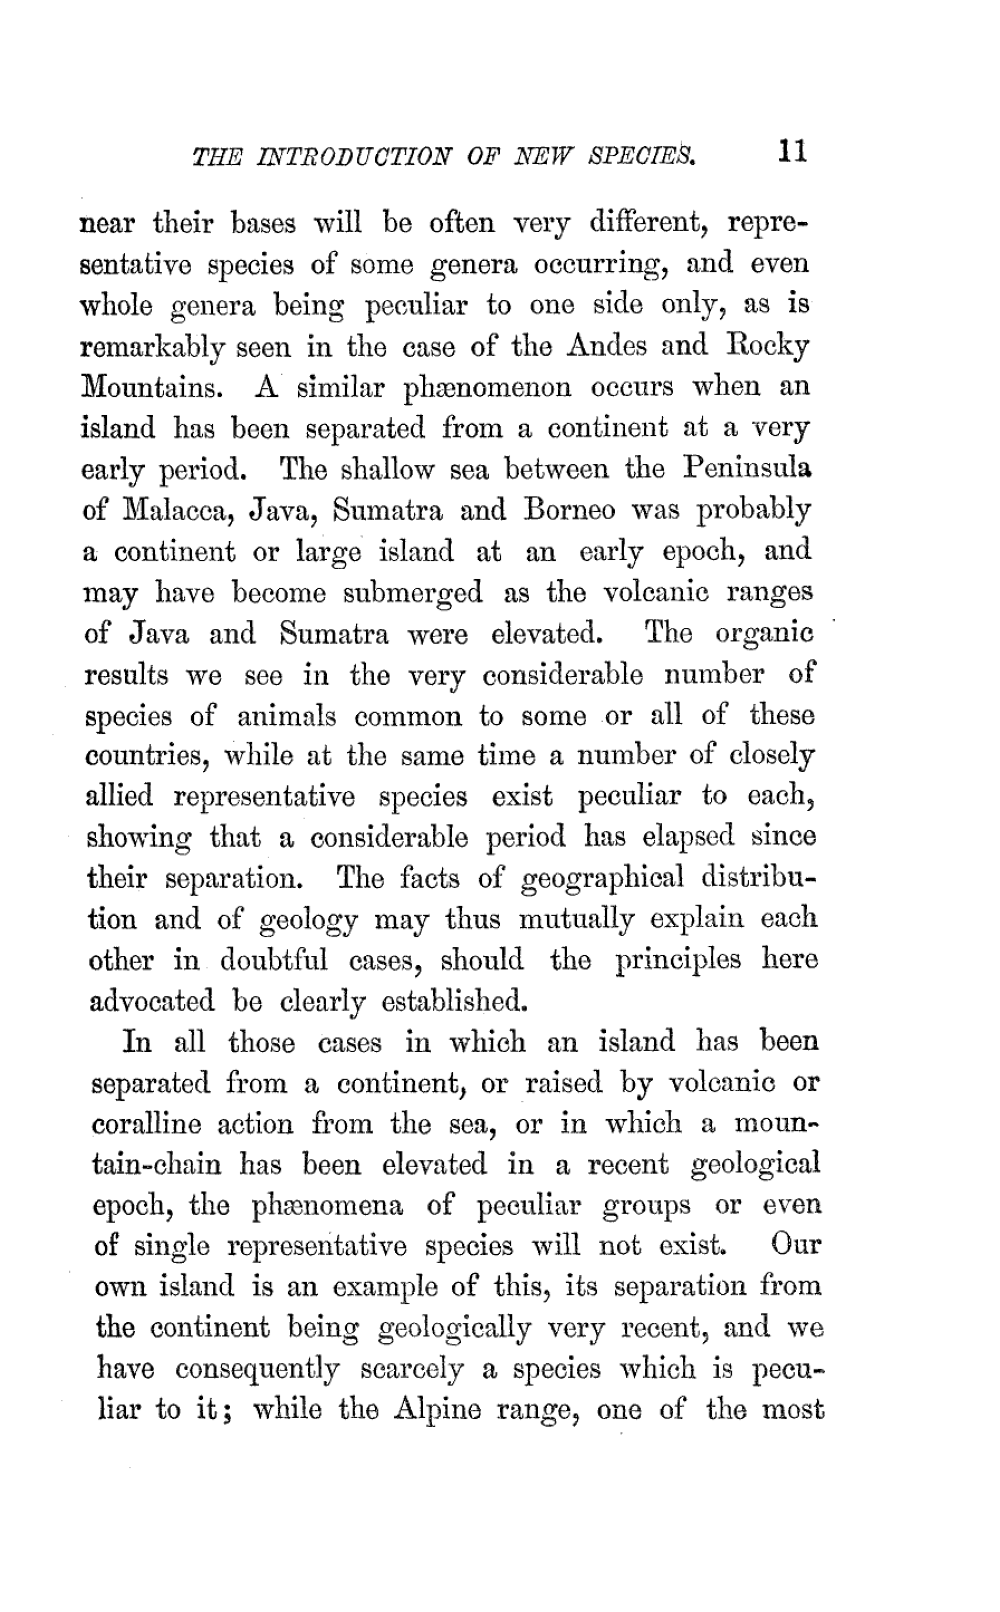 THE INTRODUCTION OF NEW SPECIES. 11
near their bases will be often very different, repre-
sentative species of some genera occurring, and even
whole genera being peculiar to one side only, as is
remarkably seen in the case of the Andes and Rocky
Mountains. A similar phænomenon occurs when an
island has been separated from a continent at a very
early period. The shallow sea between the Peninsula
of Malacca, Java, Sumatra and Borneo was probably
a continent or large island at an early epoch, and
may have become submerged as the volcanic ranges
of Java and Sumatra were elevated. The organic
results we see in the very considerable number of
species of animals common to some or all of these
countries, while at the same time a number of closely
allied representative species exist peculiar to each,
showing that a considerable period has elapsed since
their separation. The facts of geographical distribu-
tion and of geology may thus mutually explain each
other in doubtful cases, should the principles here
advocated be clearly established.
In all those cases in which an island has been
separated from a continent, or raised by volcanic or
coralline action from the sea, or in which a moun-
tain-chain has been elevated in a recent geological
epoch, the phænomena of peculiar groups or even
of single representative species will not exist. Our
own island is an example of this, its separation from
the continent being geologically very recent, and we
have consequently scarcely a species which is pecu-
liar to it; while the Alpine range, one of the most